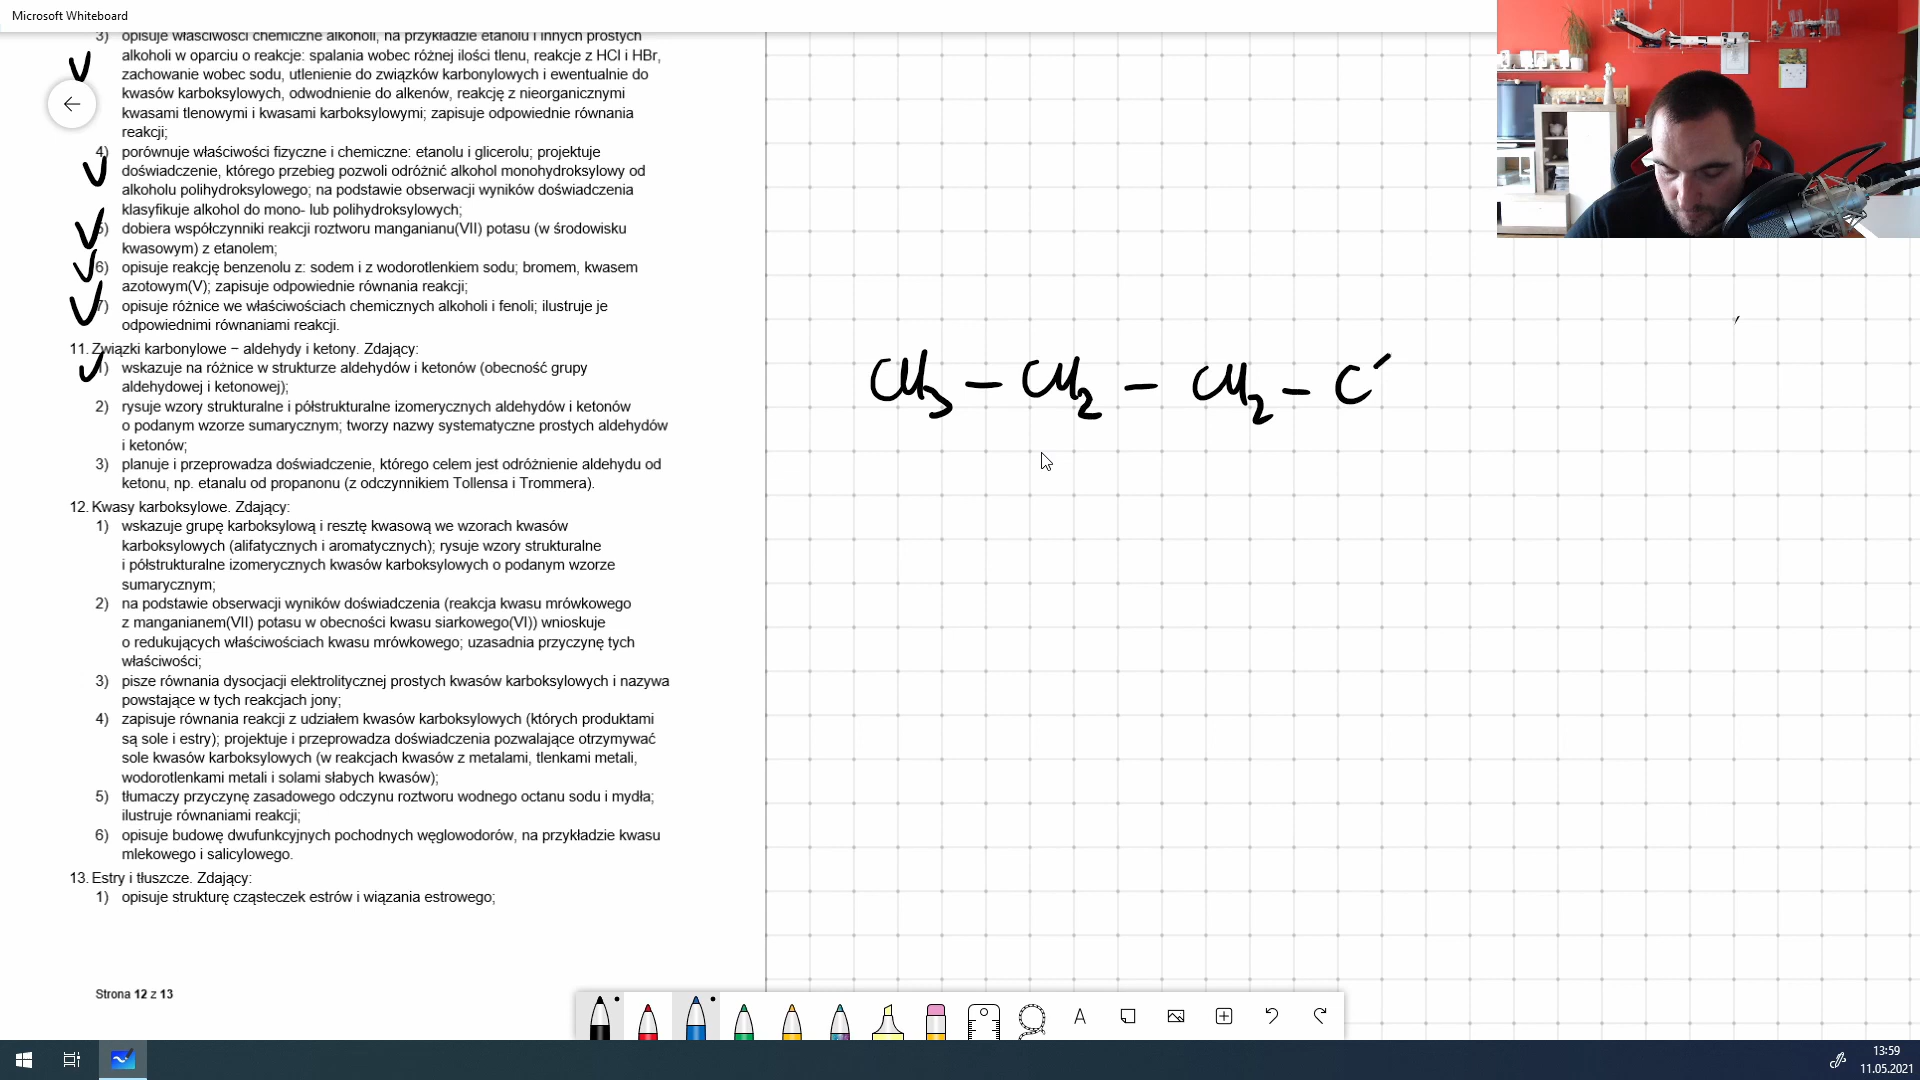 Microsoft Whiteboard
3) opisuje właściwości chemiczne alkoholi, na przykładzie etanolu i innych prostych
alkoholi w oparciu o reakcje: spalania wobec różnej ilości tlenu, reakcje z HCl i HBr,
zachowanie wobec sodu, utlenienie do związków karbonylowych i ewentualnie do
kwasów karboksylowych, odwodnienie do alkenów, reakcję z nieorganicznymi
kwasami tlenowymi i kwasami karboksylowymi; zapisuje odpowiednie równania
reakcji;
4) porównuje właściwości fizyczne i chemiczne: etanolu i glicerolu; projektuje
doświadczenie, którego przebieg pozwoli odróżnić alkohol monohydroksylowy od
alkoholu polihydroksylowego; na podstawie obserwacji wyników doświadczenia
klasyfikuje alkohol do mono- lub polihydroksylowych;
5) dobiera współczynniki reakcji roztworu manganianu(VII) potasu (w środowisku
kwasowym) z etanolem;
6) opisuje reakcję benzenolu z: sodem i z wodorotlenkiem sodu; bromem, kwasem
azotowym(V); zapisuje odpowiednie równania reakcji;
7) opisuje różnice we właściwościach chemicznych alkoholi i fenoli; ilustruje je
odpowiednimi równaniami reakcji.
11. Związki karbonylowe − aldehydy i ketony. Zdający:
1) wskazuje na różnice w strukturze aldehydów i ketonów (obecność grupy
aldehydowej i ketonowej);
2) rysuje wzory strukturalne i półstrukturalne izomerycznych aldehydów i ketonów
o podanym wzorze sumarycznym; tworzy nazwy systematyczne prostych aldehydów
i ketonów;
3) planuje i przeprowadza doświadczenie, którego celem jest odróżnienie aldehydu od
ketonu, np. etanalu od propanonu (z odczynnikiem Tollensa i Trommera).
12. Kwasy karboksylowe. Zdający:
1) wskazuje grupę karboksylową i resztę kwasową we wzorach kwasów
karboksylowych (alifatycznych i aromatycznych); rysuje wzory strukturalne
i półstrukturalne izomerycznych kwasów karboksylowych o podanym wzorze
sumarycznym;
2) na podstawie obserwacji wyników doświadczenia (reakcja kwasu mrówkowego
z manganianem(VII) potasu w obecności kwasu siarkowego(VI)) wnioskuje
o redukujących właściwościach kwasu mrówkowego; uzasadnia przyczynę tych
właściwości;
3) pisze równania dysocjacji elektrolitycznej prostych kwasów karboksylowych i nazywa
powstające w tych reakcjach jony;
4) zapisuje równania reakcji z udziałem kwasów karboksylowych (których produktami
są sole i estry); projektuje i przeprowadza doświadczenia pozwalające otrzymywać
sole kwasów karboksylowych (w reakcjach kwasów z metalami, tlenkami metali,
wodorotlenkami metali i solami słabych kwasów);
5) tłumaczy przyczynę zasadowego odczynu roztworu wodnego octanu sodu i mydła;
ilustruje równaniami reakcji;
6) opisuje budowę dwufunkcyjnych pochodnych węglowodorów, na przykładzie kwasu
mlekowego i salicylowego.
13. Estry i tłuszcze. Zdający:
1) opisuje strukturę cząsteczek estrów i wiązania estrowego;
Strona 12 z 13
CH3 – CH2 – CH2 – C
13:59
11.05.2021